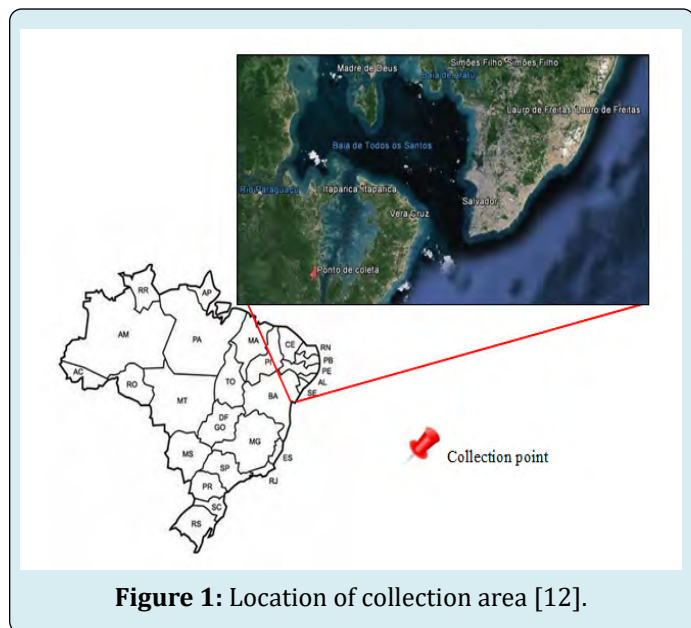 Madre de Deus
Simões Filho Simões Filho
Baia de Aratu
Lauro de Freitas Lauro de Freitas
Baia de Todos os Santos
Rio Paraguaçu
Itaparica Itaparica
Vera Cruz
Salvador
Ponto de coleta
RR
AP
AM
PA
MA
CE
RN
PB
PE
AL
SE
PI
AC
RO
TO
BA
MT
DF
GO
MG
ES
MS
SP
RJ
PR
SC
RS
Collection point
Figure 1: Location of collection area [12].